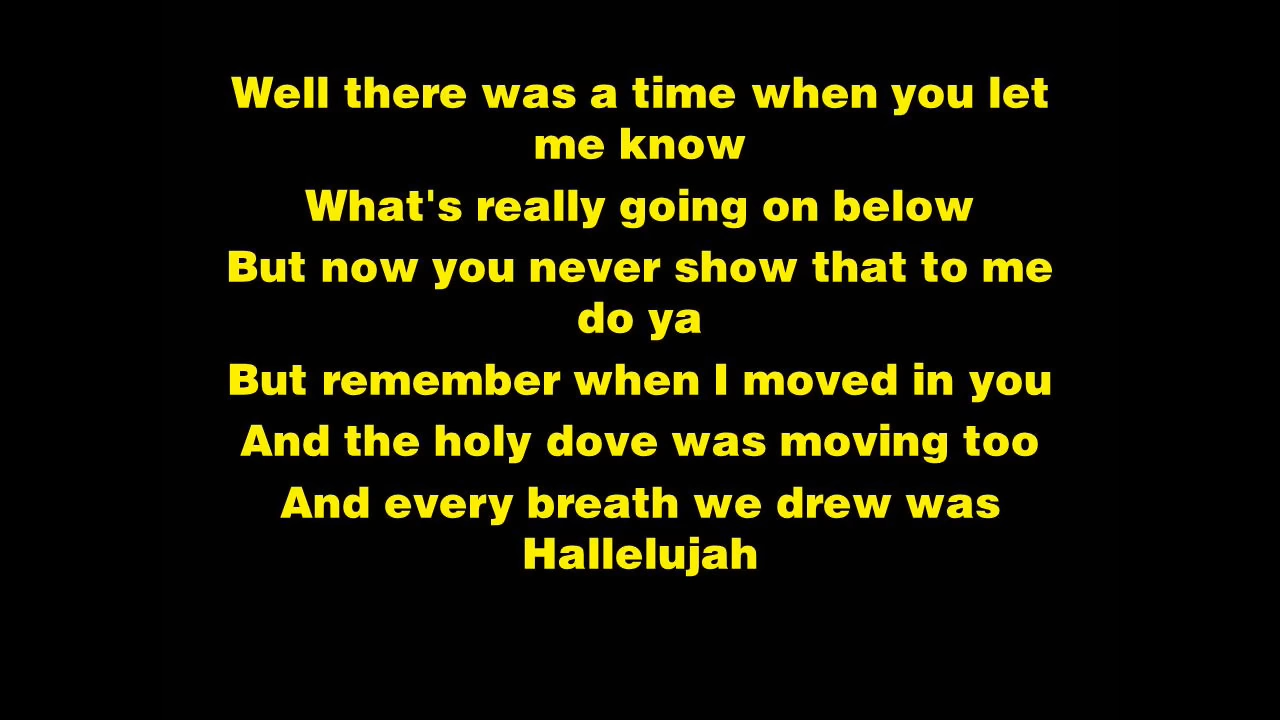 Well there was a time when you let
me know
What's really going on below
But now you never show that to me
do ya
But remember when I moved in you
And the holy dove was moving too
And every breath we drew was
Hallelujah